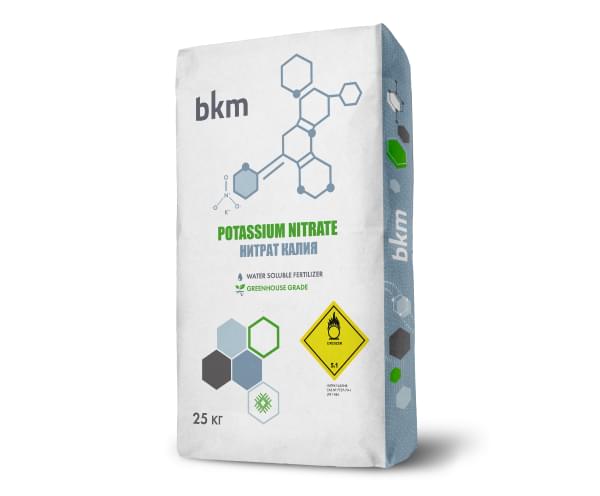 bkm
O
O N+ O-
K-
POTASSIUM NITRATE
НИТРАТ КАЛИЯ
WATER SOLUBLE FERTILIZER
GREENHOUSE GRADE
OXIDIZER
5.1
25 КГ
bkm